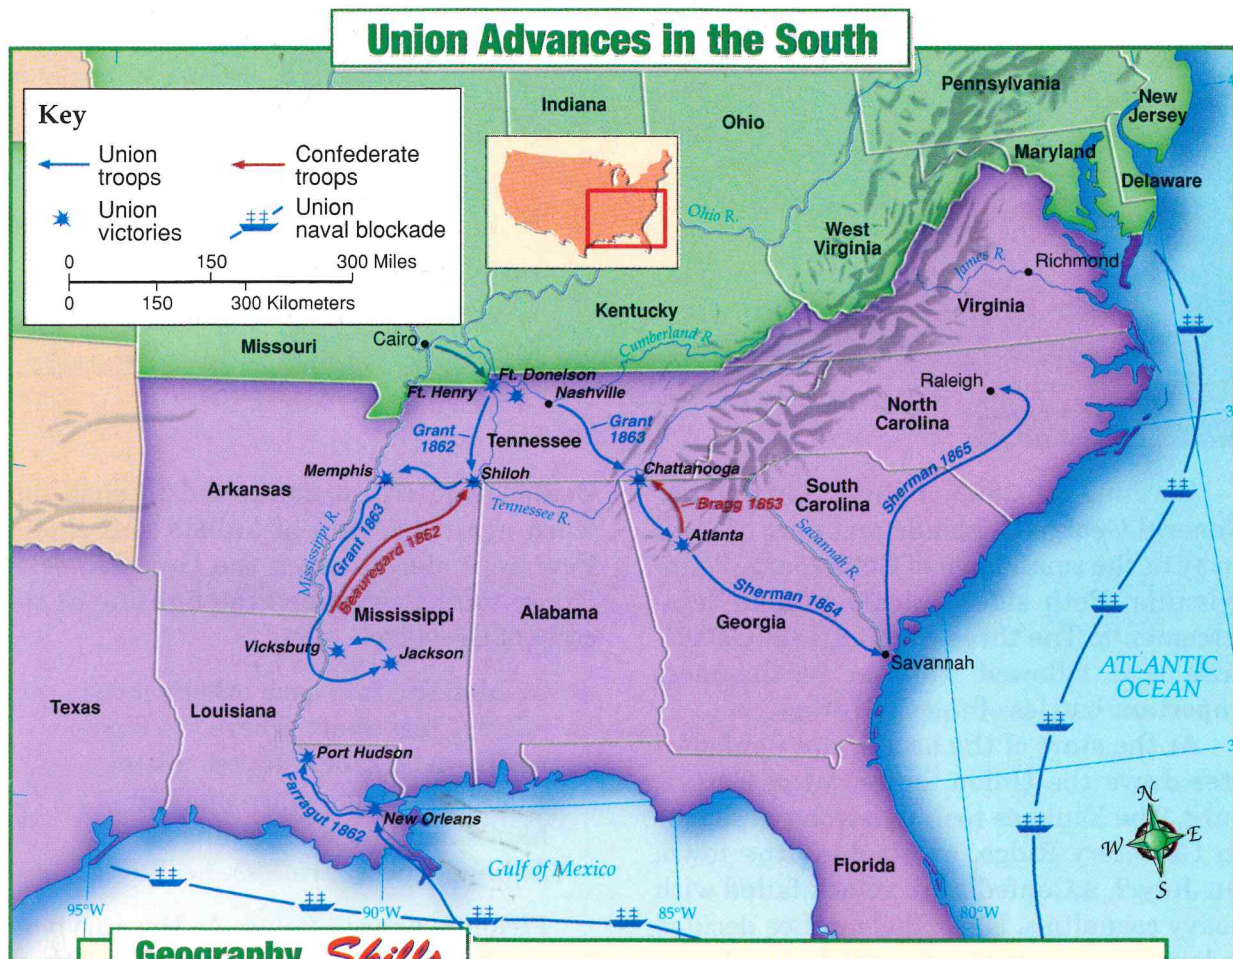 Union Advances in the South
Key
Union
troops
Confederate
troops
Union
victories
Union
naval blockade
0 150 300 Miles
0 150 300 Kilometers
Indiana
Ohio
Pennsylvania
New
Jersey
Maryland
Delaware
West
Virginia
Ohio R.
James R.
Richmond
Virginia
Kentucky
Cumberland R.
Missouri
Cairo
Ft. Donelson
Ft. Henry
Nashville
Raleigh
North
Carolina
Grant
1862
Tennessee
Grant
1863
Memphis
Shiloh
Chattanooga
Arkansas
Tennessee R.
Bragg 1863
South
Carolina
Sherman 1865
Mississippi R.
Grant 1863
Beauregard 1862
Atlanta
Savannah R.
Sherman 1864
Mississippi
Alabama
Georgia
Vicksburg
Jackson
Savannah
ATLANTIC
OCEAN
Texas
Louisiana
Port Hudson
Farragut 1862
New Orleans
Gulf of Mexico
Florida
N
W E
S
95°W
90°W
85°W
80°W
Geography Skills